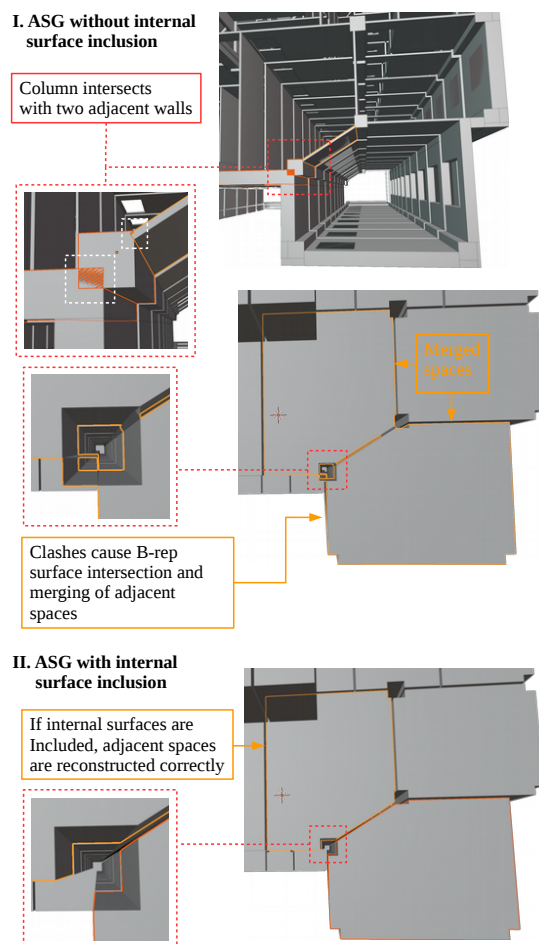 I. ASG without internal
surface inclusion
Column intersects
with two adjacent walls
Merged
spaces
Clashes cause B-rep
surface intersection and
merging of adjacent
spaces
II. ASG with internal
surface inclusion
If internal surfaces are
Included, adjacent spaces
are reconstructed correctly